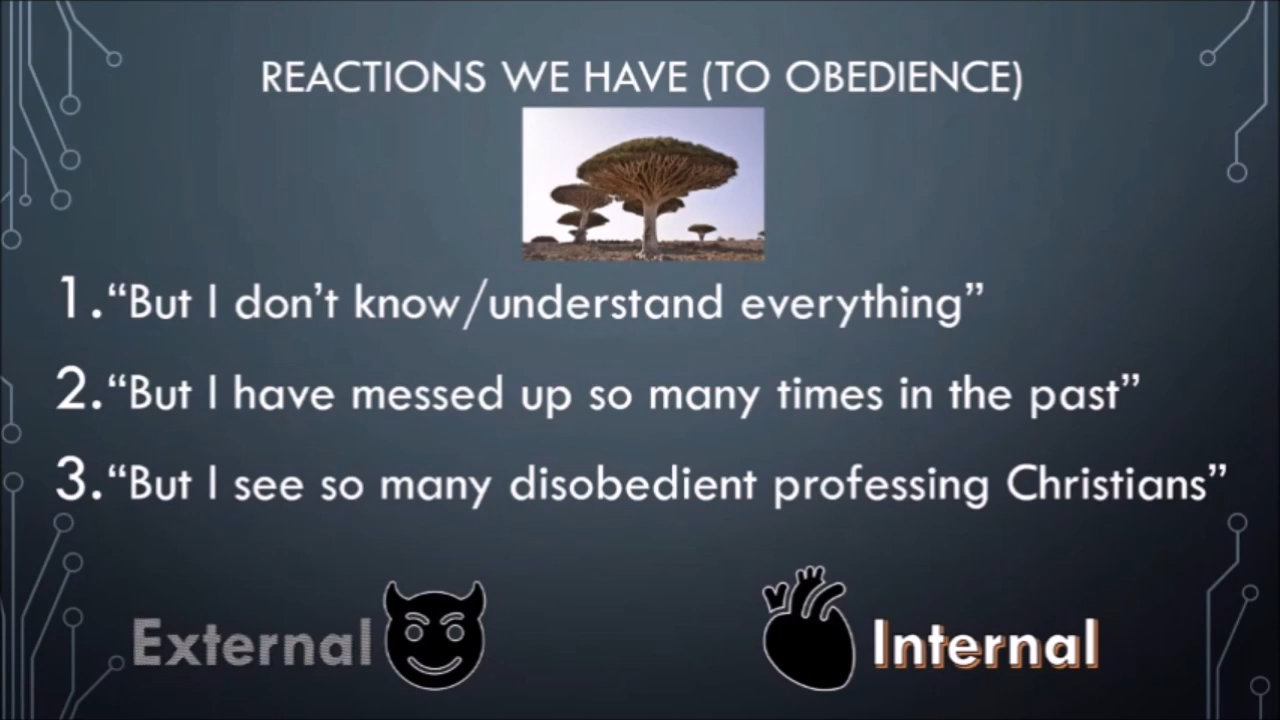 REACTIONS WE HAVE (TO OBEDIENCE)
1. “But I don’t know/understand everything”
2. “But I have messed up so many times in the past”
3. “But I see so many disobedient professing Christians”
External
Internal